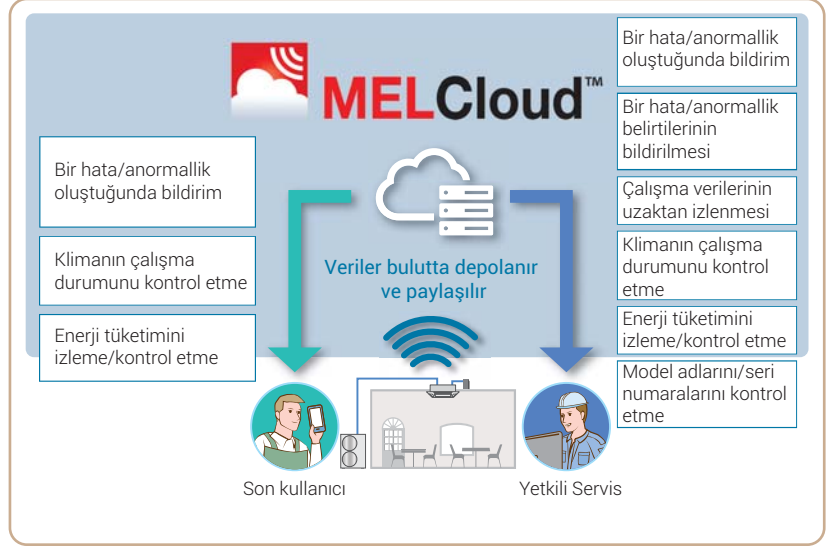 MELCloud™
Bir hata/anormallik
oluştuğunda bildirim
Klimanın çalışma
durumunu kontrol etme
Enerji tüketimini
izleme/kontrol etme
Veriler bulutta depolanır
ve paylaşılır
Bir hata/anormallik
oluştuğunda bildirim
Bir hata/anormallik
belirtilerinin
bildirilmesi
Çalışma verilerinin
uzaktan izlenmesi
Klimanın çalışma
durumunu kontrol
etme
Enerji tüketimini
izleme/kontrol etme
Model adlarını/seri
numaralarını kontrol
etme
Son kullanıcı
Yetkili Servis